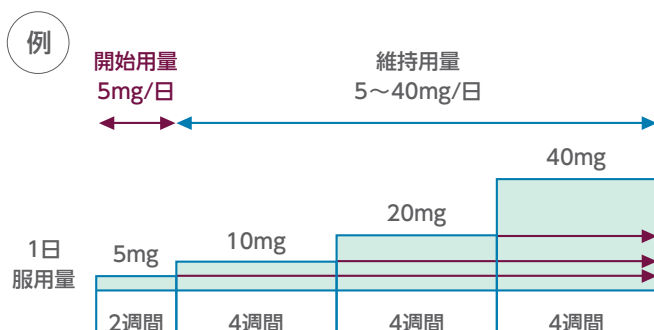 例
開始用量
5mg/日
維持用量
5～40mg/日
40mg
20mg
10mg
5mg
1日
服用量
2週間
4週間
4週間
4週間